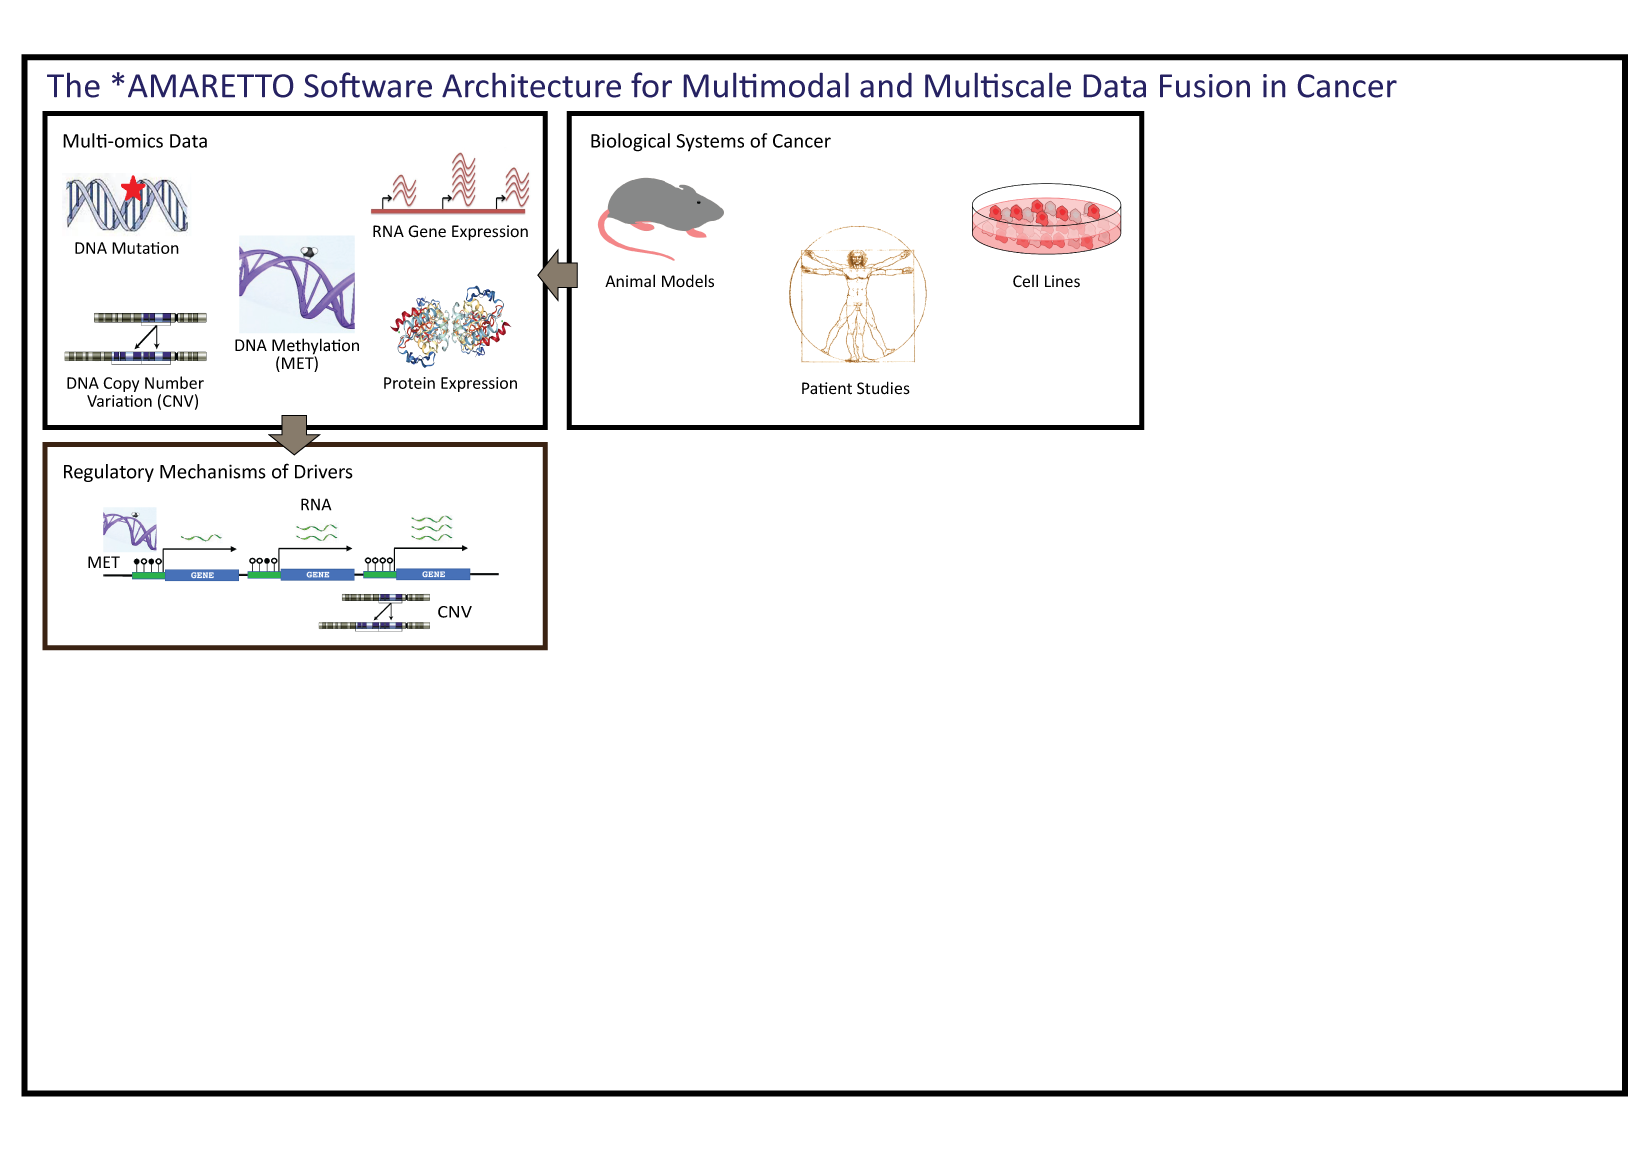 The *AMARETTO Software Architecture for Multimodal and Multiscale Data Fusion in Cancer
Multi-omics Data
DNA Mutation
RNA Gene Expression
DNA Methylation
(MET)
DNA Copy Number
Variation (CNV)
Protein Expression
Biological Systems of Cancer
Animal Models
Patient Studies
Cell Lines
Regulatory Mechanisms of Drivers
RNA
MET
GENE
GENE
GENE
CNV